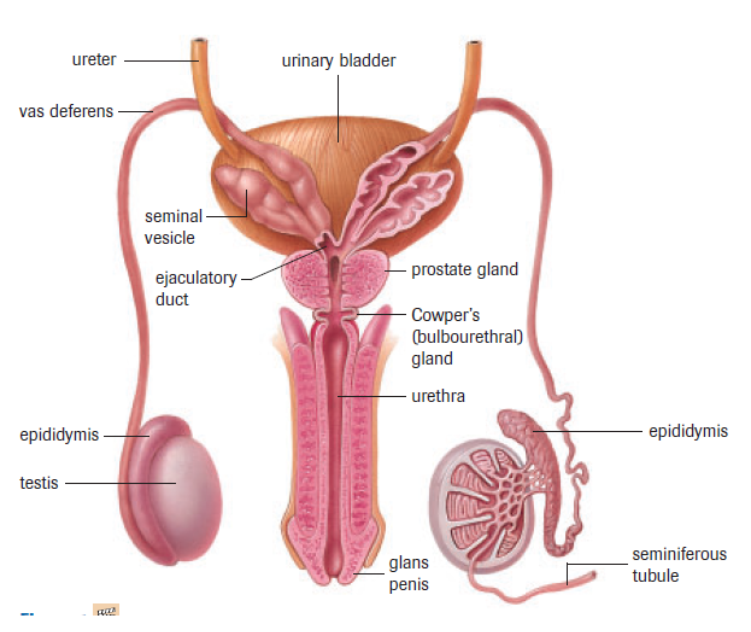 ureter
urinary bladder
vas deferens
seminal
vesicle
ejaculatory
duct
prostate gland
Cowper's
(bulbourethral)
gland
urethra
epididymis
epididymis
testis
glans
penis
seminiferous
tubule